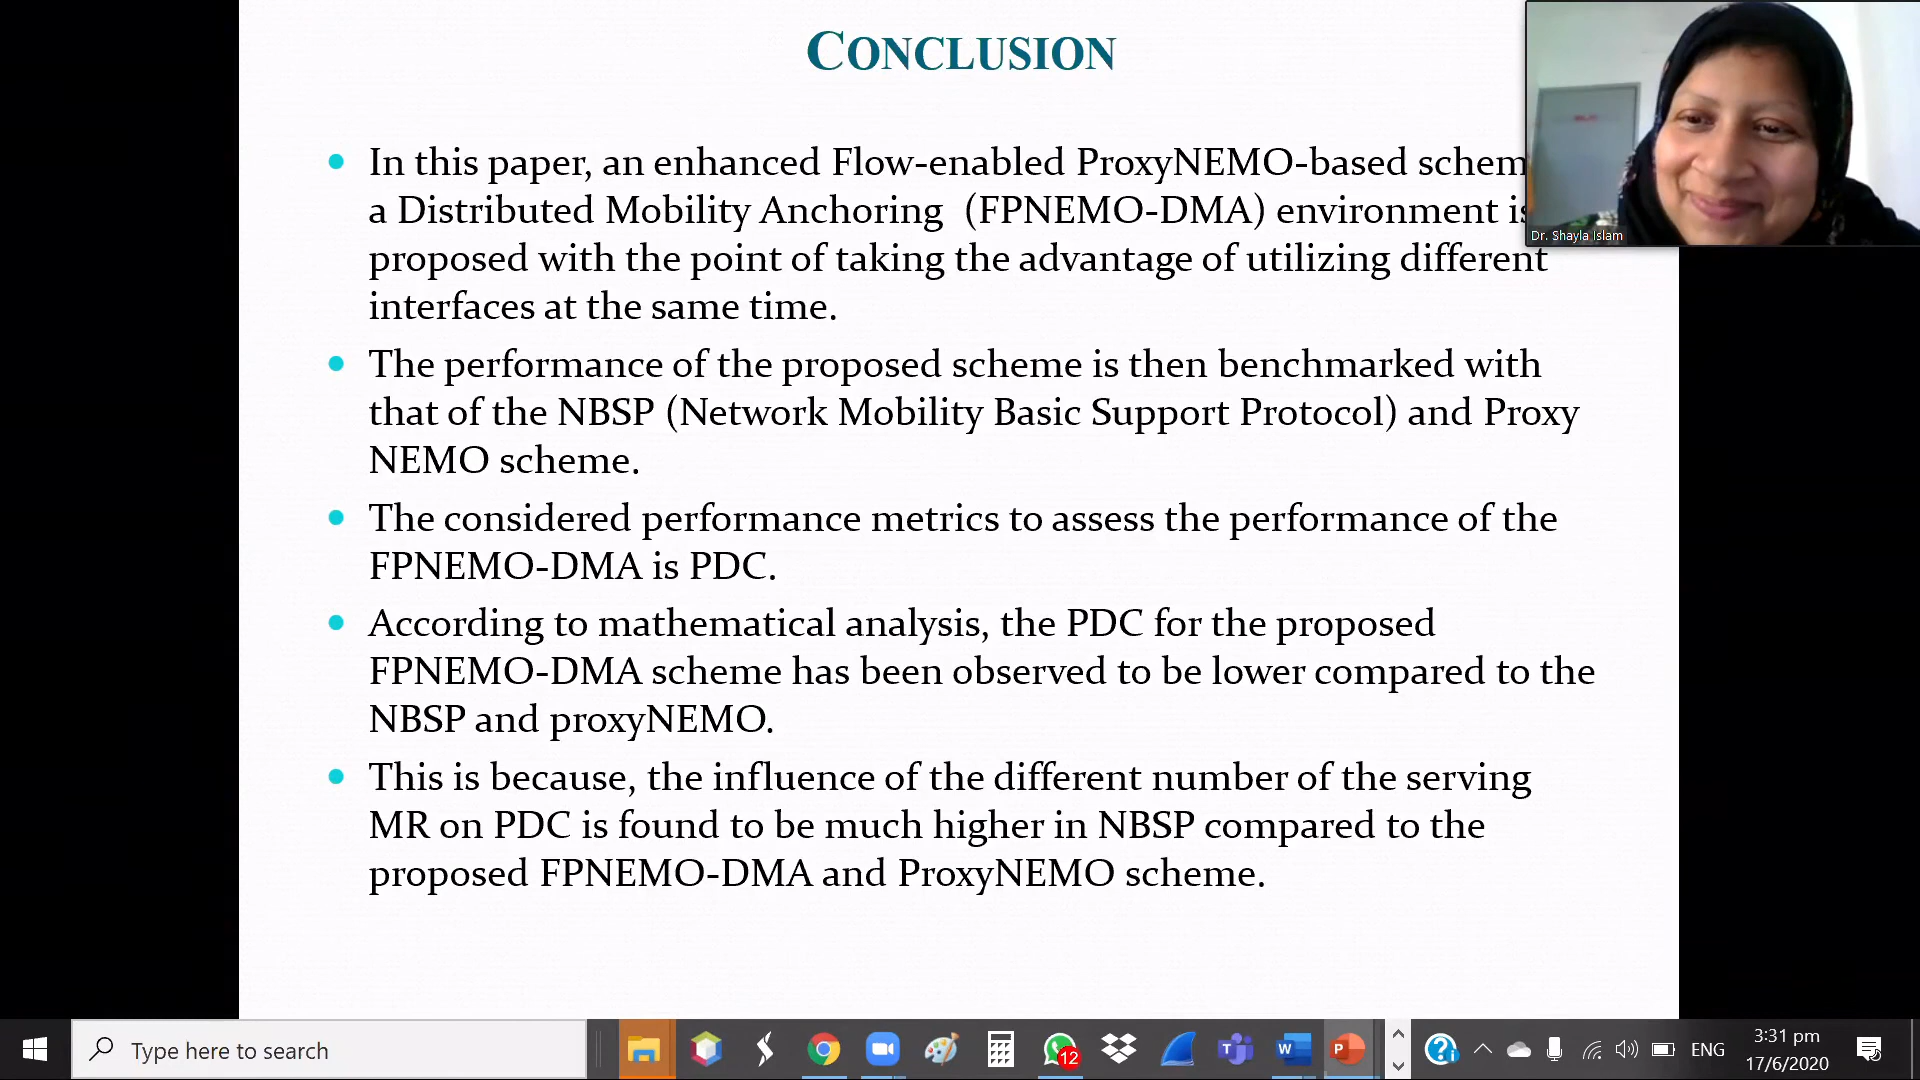 CONCLUSION
In this paper, an enhanced Flow-enabled ProxyNEMO-based schem
a Distributed Mobility Anchoring (FPNEMO-DMA) environment is
proposed with the point of taking the advantage of utilizing different
interfaces at the same time.
The performance of the proposed scheme is then benchmarked with
that of the NBSP (Network Mobility Basic Support Protocol) and Proxy
NEMO scheme.
The considered performance metrics to assess the performance of the
FPNEMO-DMA is PDC.
According to mathematical analysis, the PDC for the proposed
FPNEMO-DMA scheme has been observed to be lower compared to the
NBSP and proxyNEMO.
This is because, the influence of the different number of the serving
MR on PDC is found to be much higher in NBSP compared to the
proposed FPNEMO-DMA and ProxyNEMO scheme.
Dr. Shayla Islam
Type here to search
12
ENG
3:31 pm
17/6/2020